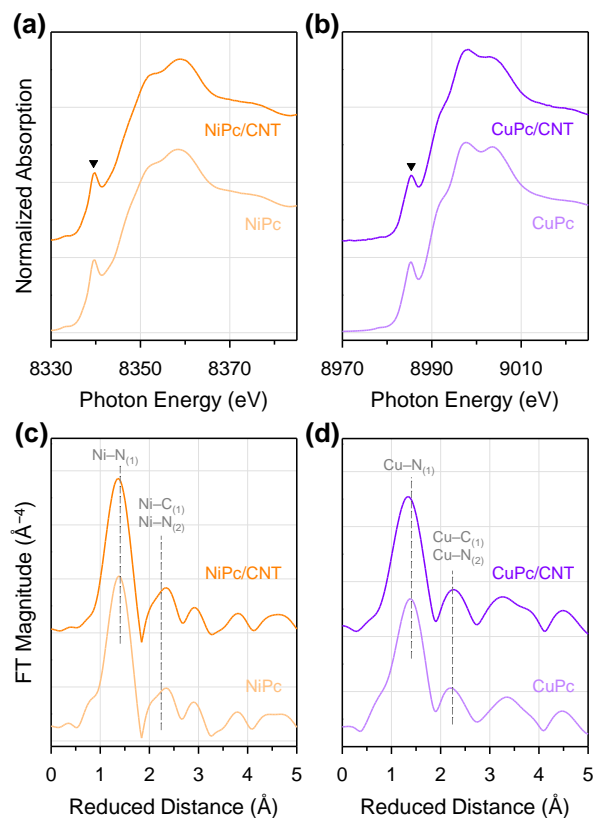 (a)
(b)
Normalized Absorption
NiPc/CNT
NiPc
CuPc/CNT
CuPc
8330 8350 8370
8970 8990 9010
Photon Energy (eV)
Photon Energy (eV)
(c)
(d)
FT Magnitude (Å⁻⁴)
Ni–N₍₁₎
Ni–C₍₁₎
Ni–N₍₂₎
NiPc/CNT
NiPc
Cu–N₍₁₎
Cu–C₍₁₎
Cu–N₍₂₎
CuPc/CNT
CuPc
0 1 2 3 4 5
0 1 2 3 4 5
Reduced Distance (Å)
Reduced Distance (Å)